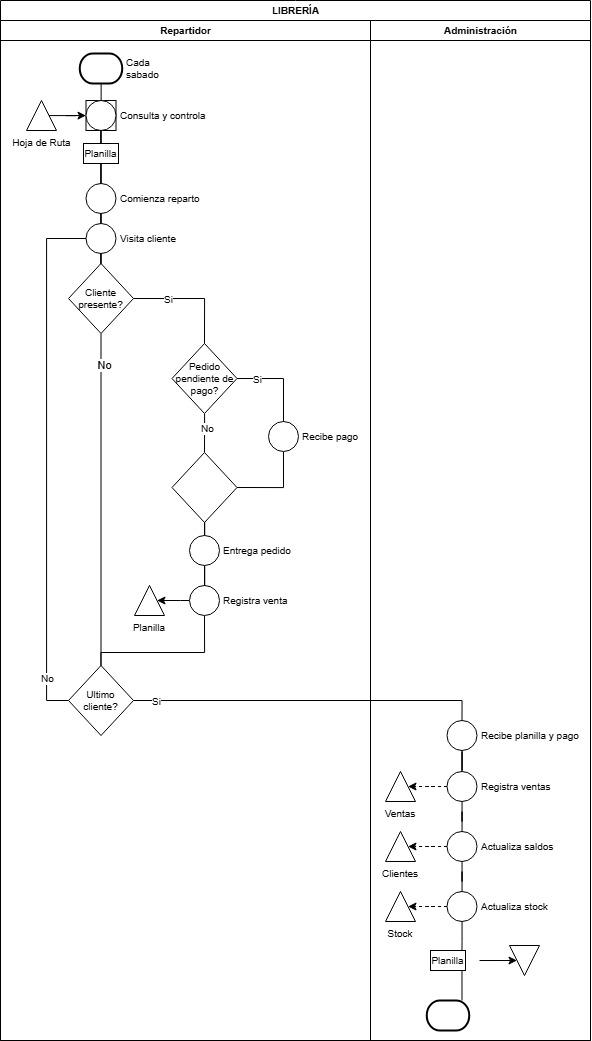 LIBRERÍA
Repartidor
Administración
Cada
sabado
Consulta y controla
Hoja de Ruta
Planilla
Comienza reparto
Visita cliente
Cliente
presente?
Si
No
Pedido
pendiente de
pago?
Si
No
Recibe pago
Entrega pedido
Registra venta
Planilla
No
Ultimo
cliente?
Si
Recibe planilla y pago
Registra ventas
Ventas
Actualiza saldos
Clientes
Actualiza stock
Stock
Planilla